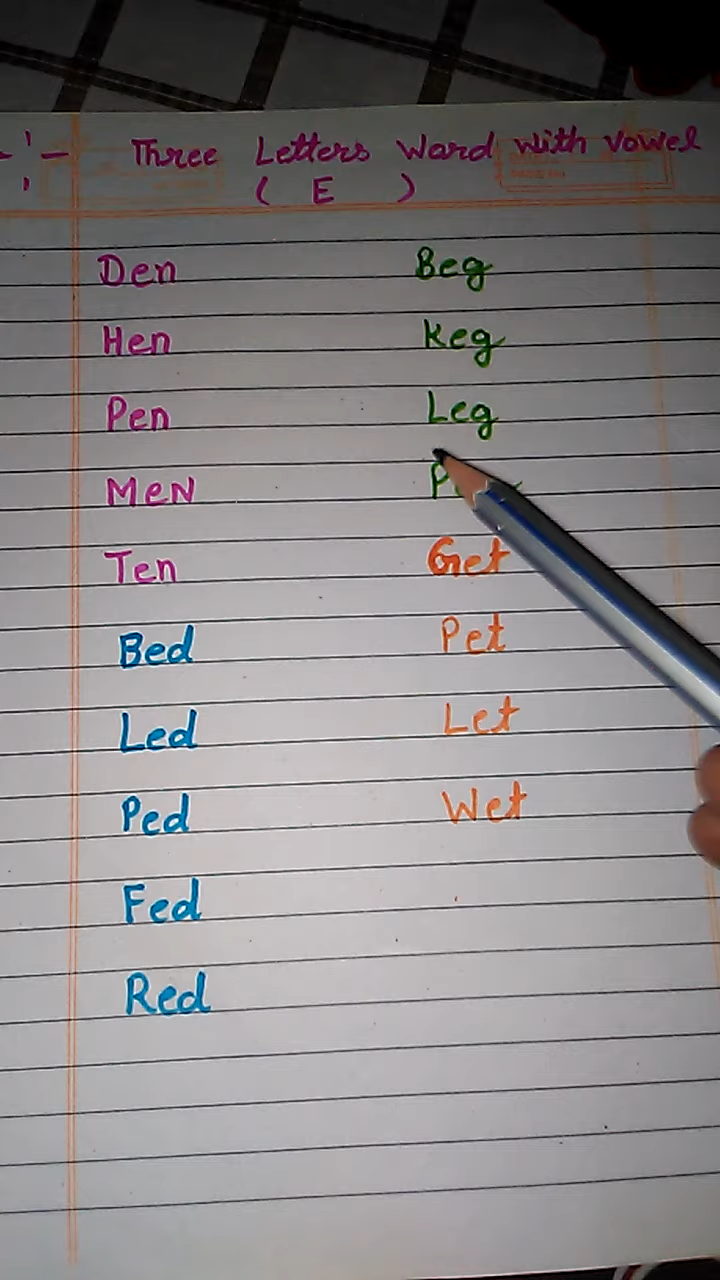 -:- Three Letters Word with vowel
( E )
Den
Hen
Pen
MeN
Ten
Bed
Led
Ped
Fed
Red
Beg
Keg
Leg
Get
Pet
Let
Wet